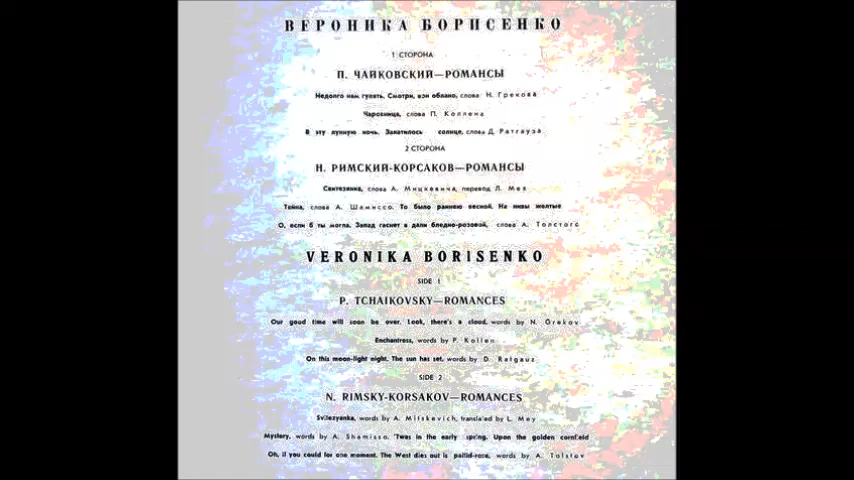 ВЕРОНИКА БОРИСЕНКО
1 СТОРОНА
П. ЧАЙКОВСКИЙ—РОМАНСЫ
Недолго нам гулять. Смотри, вон облако, слова Н. Грекова
Чаровница, слова П. Коллена
В эту лунную ночь. Закатилось солнце, слова Д. Ратгауза
2 СТОРОНА
Н. РИМСКИЙ-КОРСАКОВ—РОМАНСЫ
Свитезянка, слова А. Мицкевича, перевод Л. Мея
Тайна, слова А. Шамиссо. То было раннею весной. На нивы желтые
О, если б ты могла. Запад гаснет в дали бледно-розовой, слова А. Толстого
VERONIKA BORISENKO
SIDE 1
P. TCHAIKOVSKY—ROMANCES
Our good time will soon be over. Look, there's a cloud, words by N. Grekov
Enchantress, words by P. Kollen
On this moon-light night. The sun has set, words by D. Ratgauz
SIDE 2
N. RIMSKY-KORSAKOV—ROMANCES
Svitezyanka, words by A. Mitskevich, translated by L. Mey
Mystery, words by A. Shamisso. 'Twas in the early spring. Upon the golden cornfield
Oh, if you could for one moment. The West dies out is pallid-rose, words by A. Tolstov